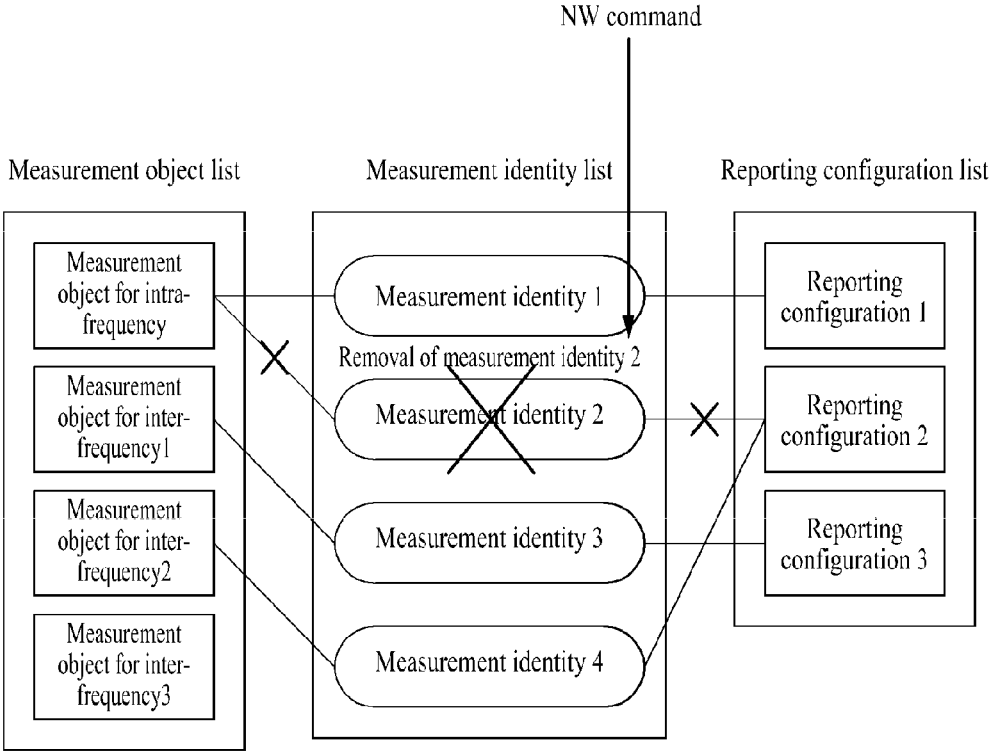 NW command
Measurement object list
Measurement identity list
Reporting configuration list
Measurement
object for intra-
frequency
Measurement identity 1
Reporting
configuration 1
Removal of measurement identity 2
Measurement
object for inter-
frequency1
Measurement identity 2
Reporting
configuration 2
Measurement
object for inter-
frequency2
Measurement identity 3
Reporting
configuration 3
Measurement
object for inter-
frequency3
Measurement identity 4